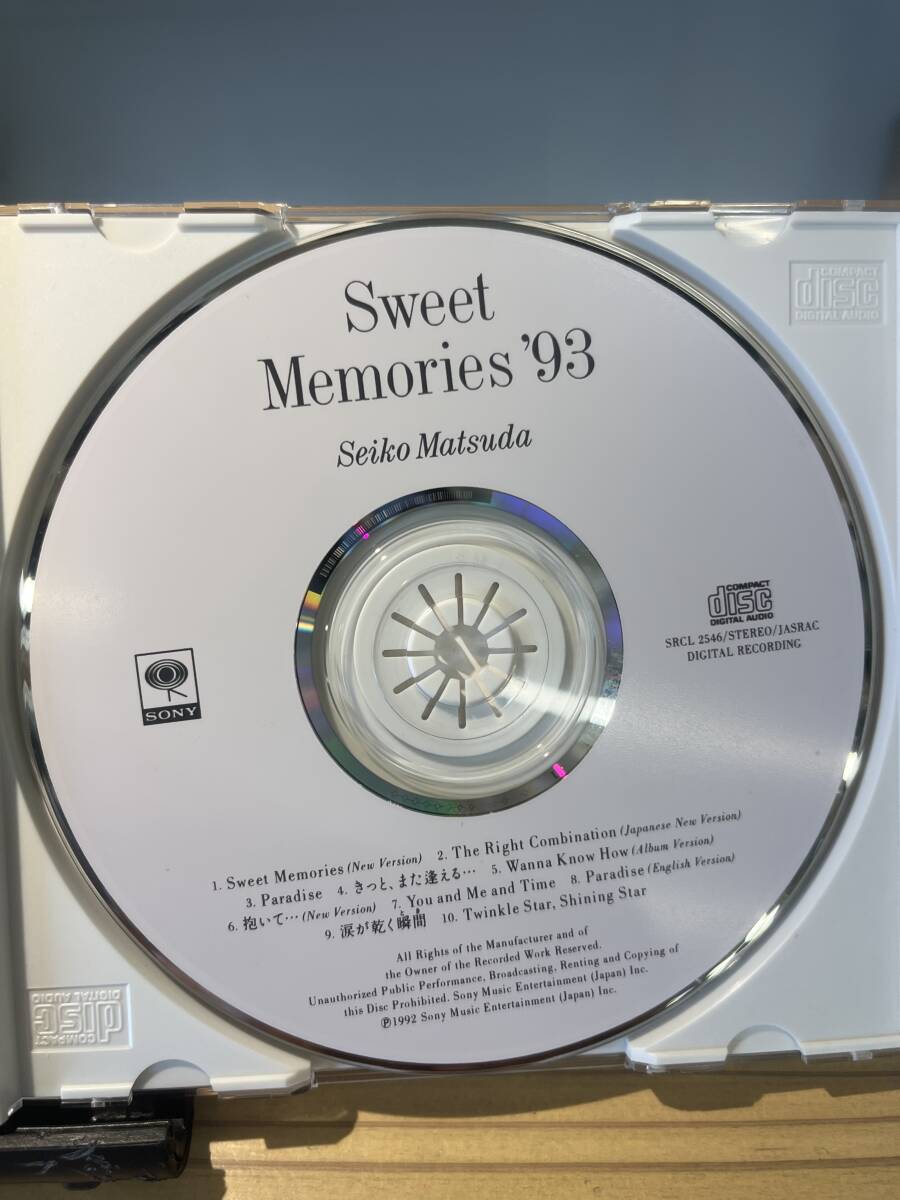 Sweet
Memories '93
Seiko Matsuda
COMPACT
disc
DIGITAL AUDIO
COMPACT
disc
DIGITAL AUDIO
SRCL 2546/STEREO/JASRAC
DIGITAL RECORDING
SONY
1. Sweet Memories (New Version) 2. The Right Combination (Japanese New Version)
3. Paradise 4. きっと、また逢える… 5. Wanna Know How (Album Version)
6. 抱いて… (New Version) 7. You and Me and Time 8. Paradise (English Version)
9. 涙が乾く瞬間 10. Twinkle Star, Shining Star
とき
All Rights of the Manufacturer and of
the Owner of the Recorded Work Reserved.
Unauthorized Public Performance, Broadcasting, Renting and Copying of
this Disc Prohibited. Sony Music Entertainment (Japan) Inc.
Ⓟ1992 Sony Music Entertainment (Japan) Inc.
COMPACT
disc
DIGITAL AUDIO